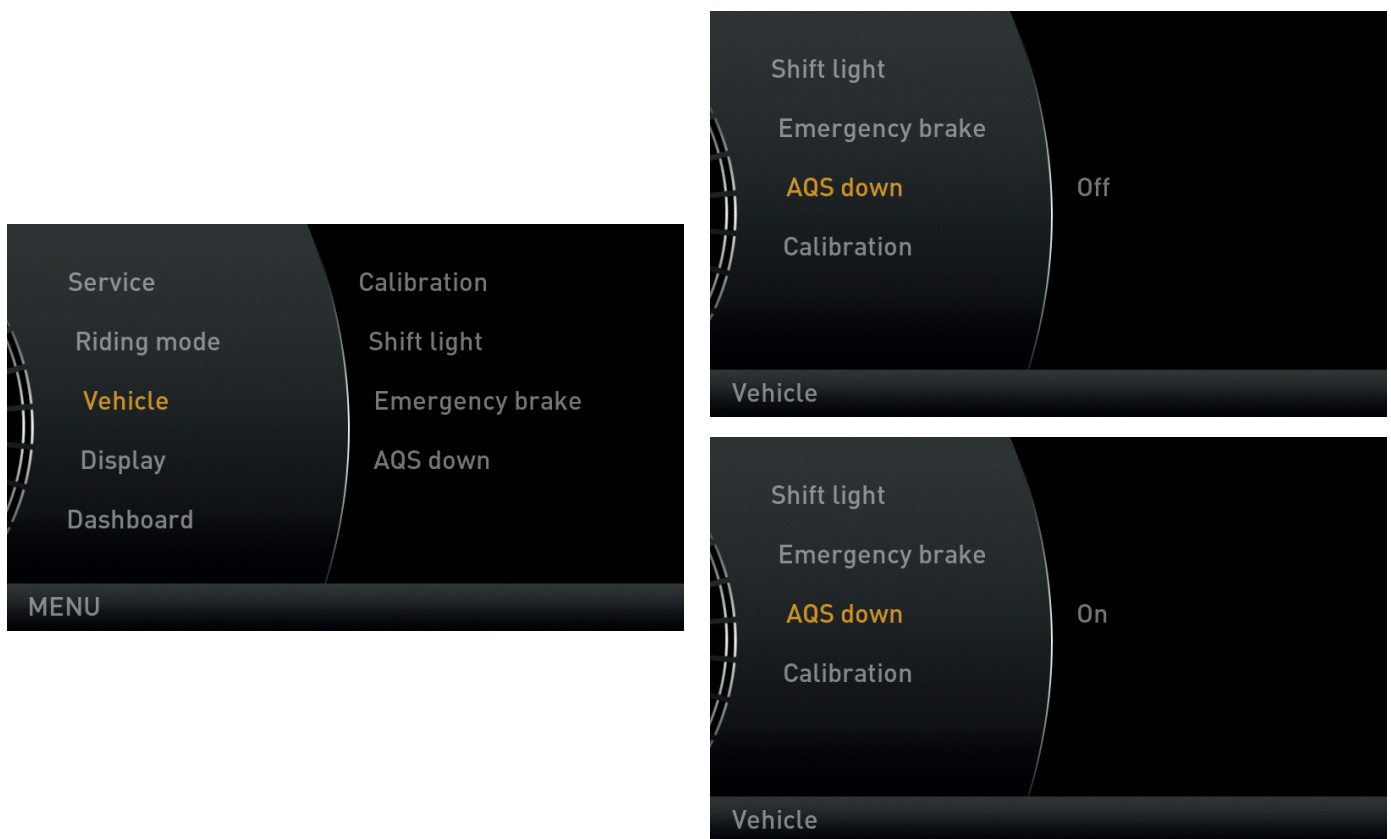 Service
Calibration
Riding mode
Shift light
Vehicle
Emergency brake
Display
AQS down
Dashboard
MENU
Shift light
Emergency brake
AQS down
Off
Calibration
Vehicle
Shift light
Emergency brake
AQS down
On
Calibration
Vehicle